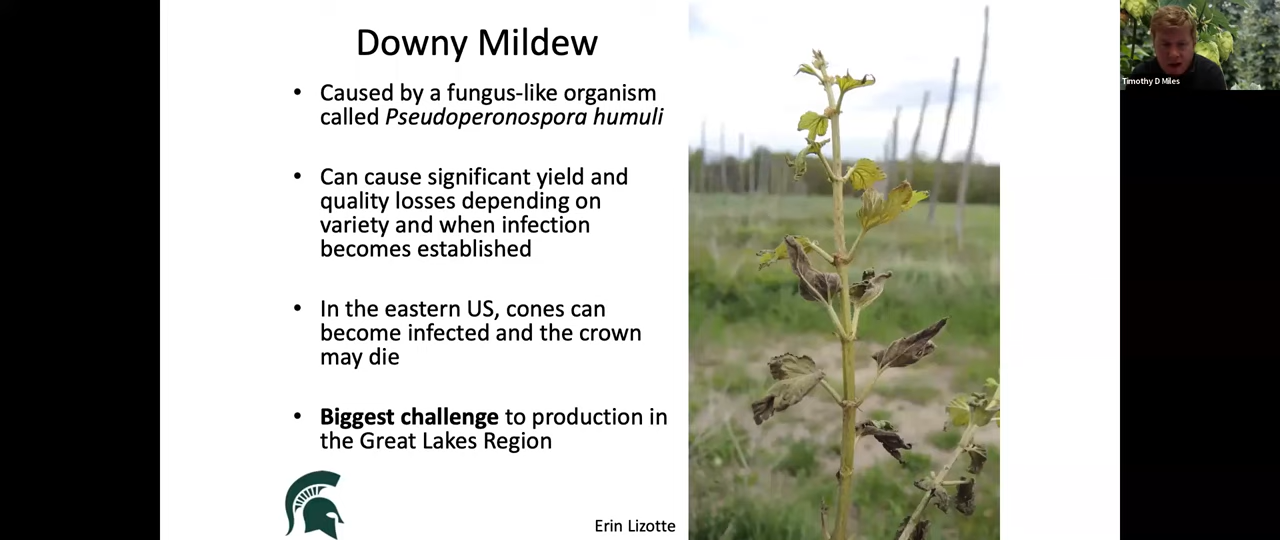 Downy Mildew
• Caused by a fungus-like organism
called Pseudoperonospora humuli
• Can cause significant yield and
quality losses depending on
variety and when infection
becomes established
• In the eastern US, cones can
become infected and the crown
may die
• Biggest challenge to production in
the Great Lakes Region
Erin Lizotte
Timothy D Miles